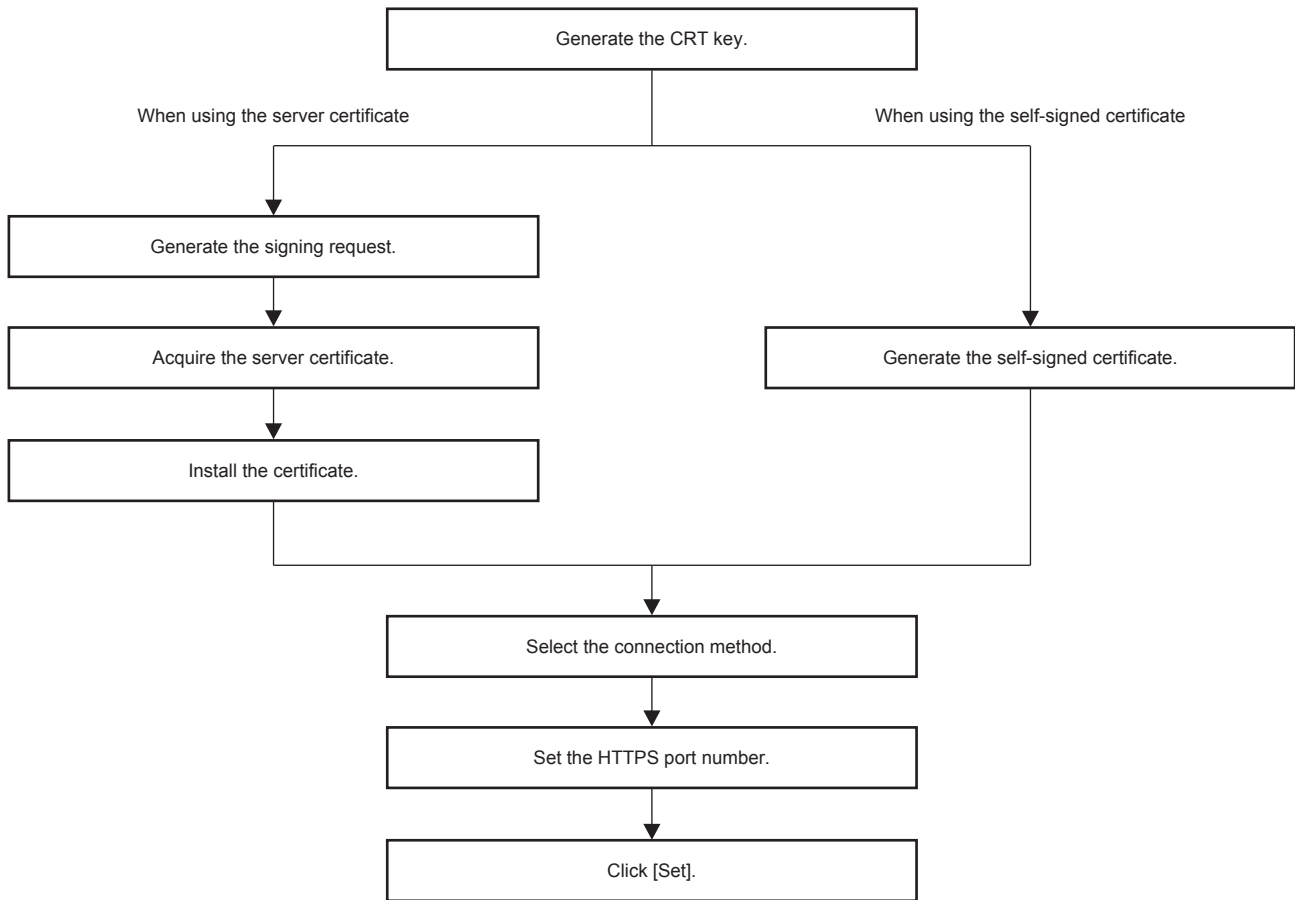 Generate the CRT key.
When using the server certificate
When using the self-signed certificate
Generate the signing request.
Acquire the server certificate.
Generate the self-signed certificate.
Install the certificate.
Select the connection method.
Set the HTTPS port number.
Click [Set].